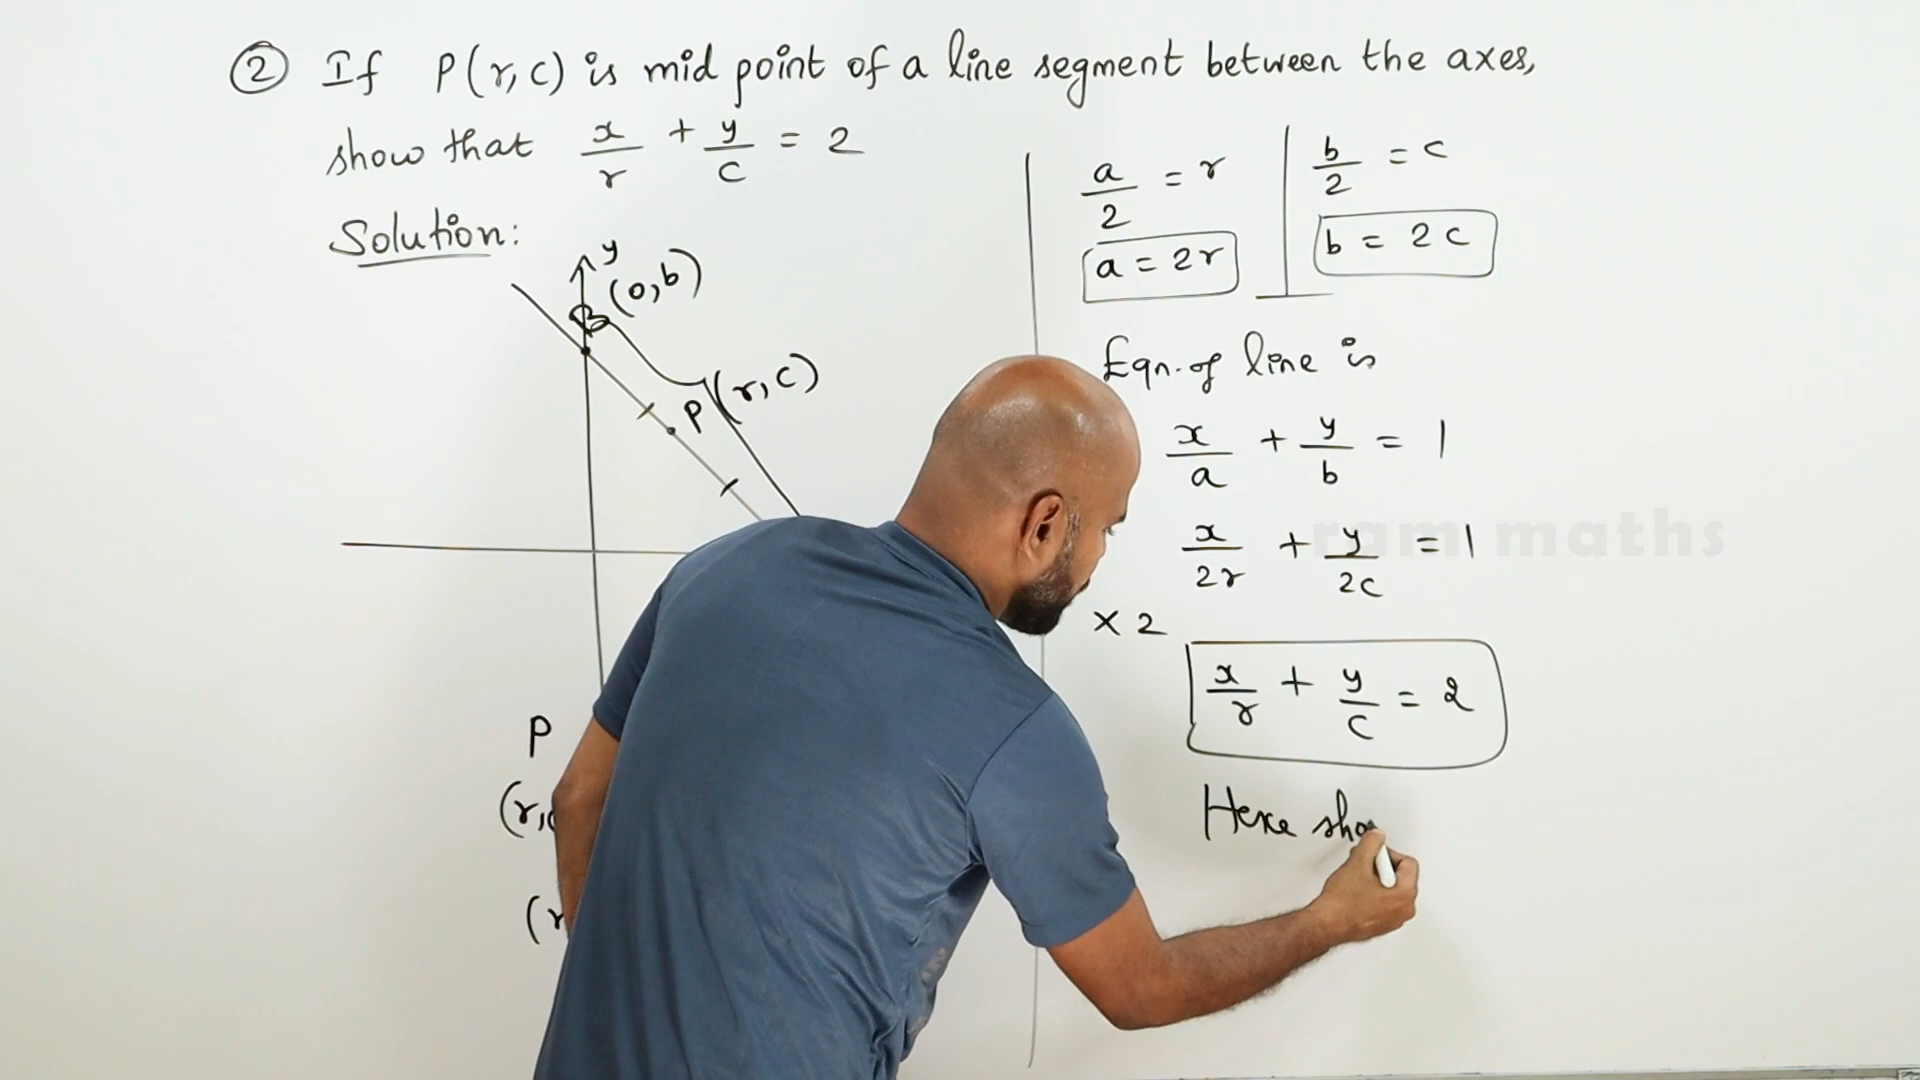 ② If P(r, c) is mid point of a line segment between the axes,
show that x/r + y/c = 2
Solution:
y
(0, b)
B
P(r, c)
P
(r,
(r
a/2 = r
a = 2r
b/2 = c
b = 2c
Eqn. of line is
x/a + y/b = 1
x/2r + y/2c = 1
× 2
x/r + y/c = 2
Hence sho
ram maths